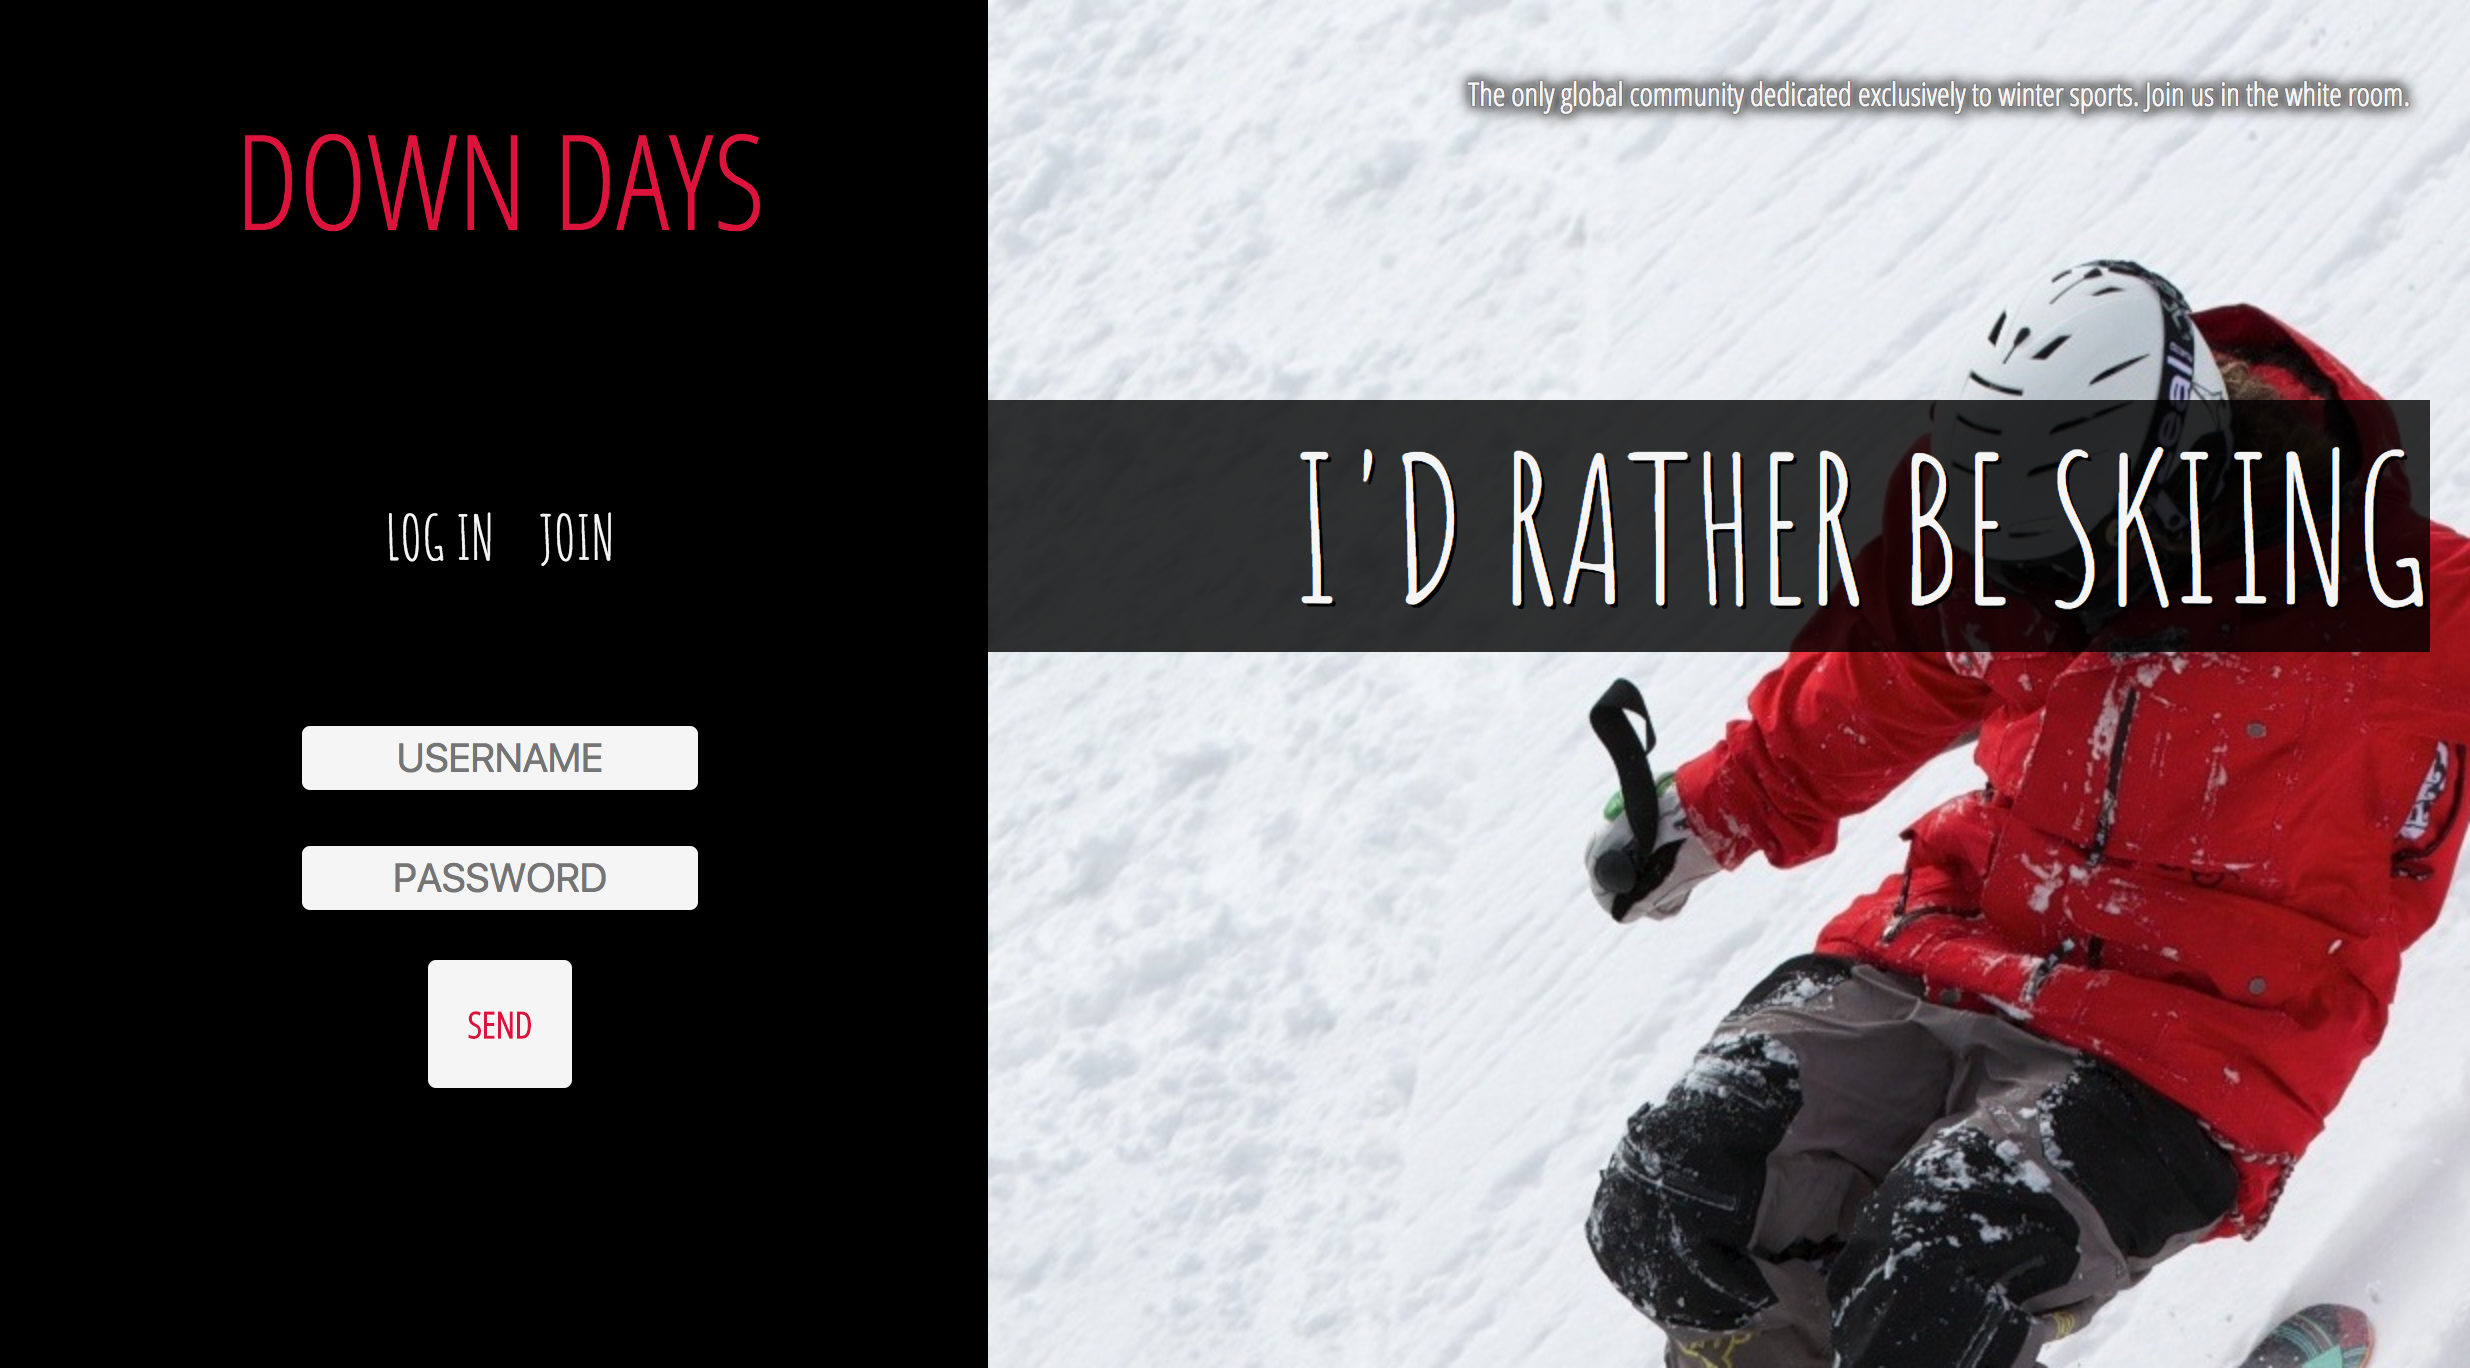 DOWN DAYS
LOG IN JOIN
USERNAME
PASSWORD
SEND
The only global community dedicated exclusively to winter sports. Join us in the white room.
I'D RATHER BE SKIING